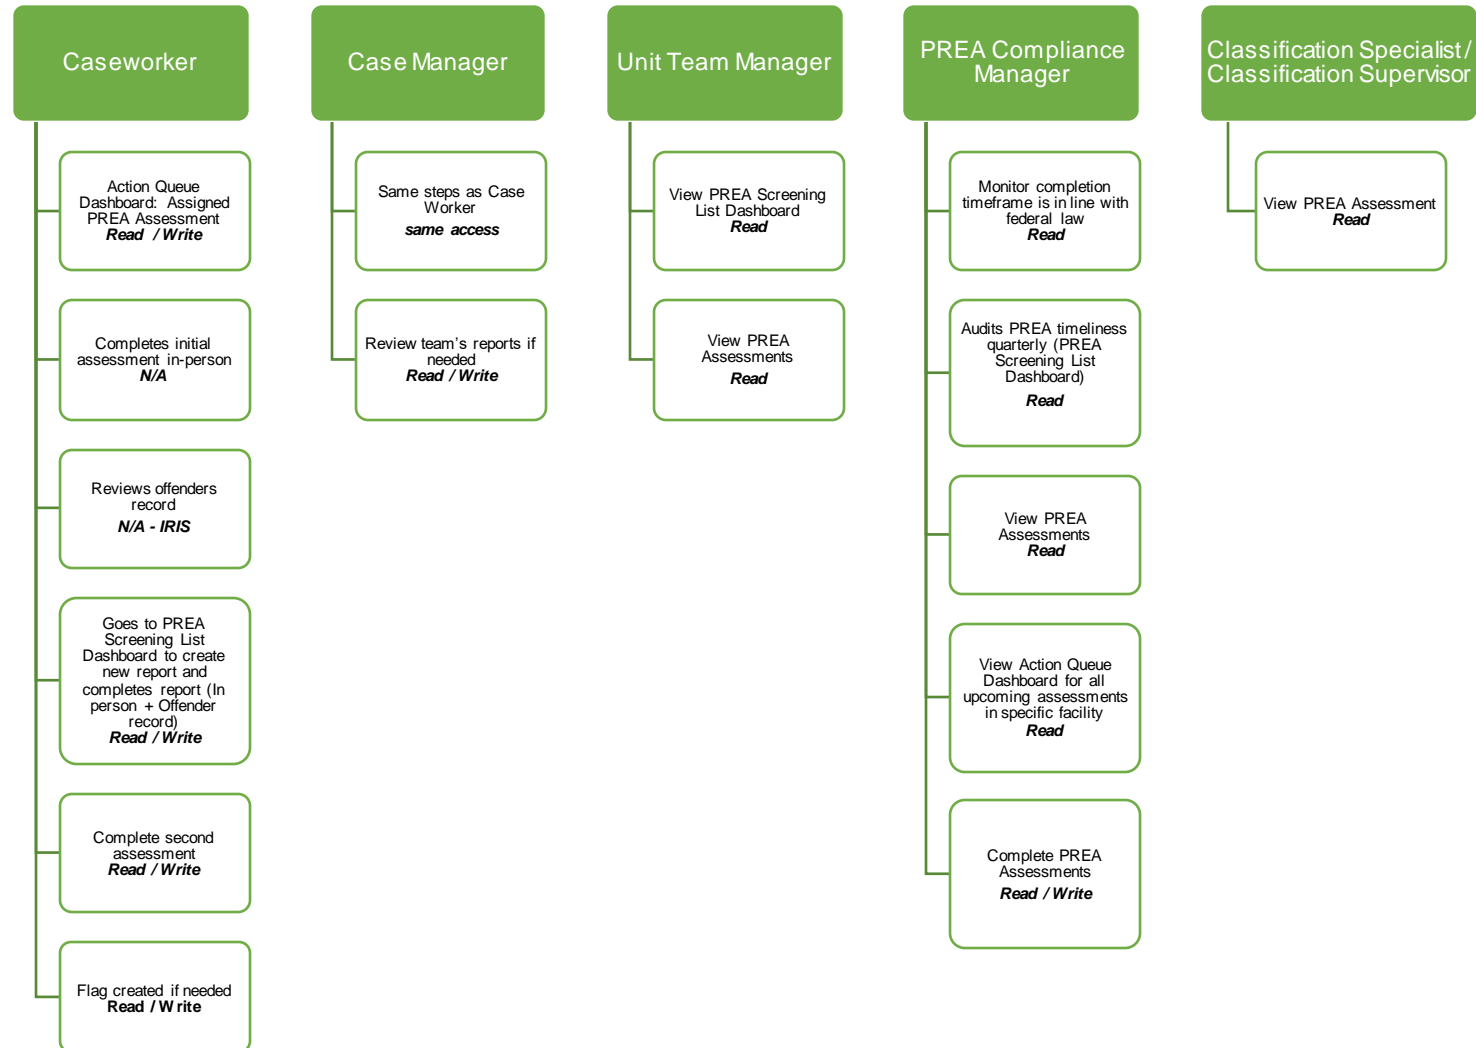 Caseworker
Action Queue
Dashboard: Assigned
PREA Assessment
Read / Write
Completes initial
assessment in-person
N/A
Reviews offenders
record
N/A - IRIS
Goes to PREA
Screening List
Dashboard to create
new report and
completes report (In
person + Offender
record)
Read / Write
Complete second
assessment
Read / Write
Flag created if needed
Read / Write
Case Manager
Same steps as Case
Worker
same access
Review team's reports if
needed
Read / Write
Unit Team Manager
View PREA Screening
List Dashboard
Read
View PREA
Assessments
Read
PREA Compliance
Manager
Monitor completion
timeframe is in line with
federal law
Read
Audits PREA timeliness
quarterly (PREA
Screening List
Dashboard)
Read
View PREA
Assessments
Read
View Action Queue
Dashboard for all
upcoming assessments
in specific facility
Read
Complete PREA
Assessments
Read / Write
Classification Specialist /
Classification Supervisor
View PREA Assessment
Read